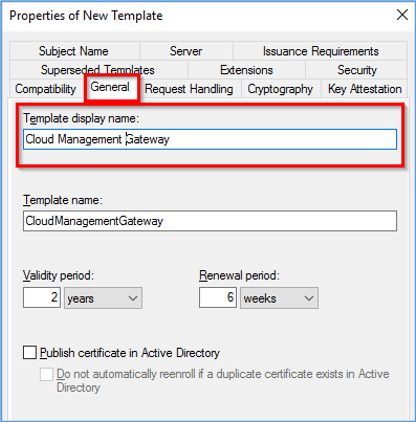 Properties of New Template
Subject Name Server Issuance Requirements
Superseded Templates Extensions Security
Compatibility General Request Handling Cryptography Key Attestation
Template display name:
Cloud Management Gateway
Template name:
CloudManagementGateway
Validity period: Renewal period:
2 years 6 weeks
Publish certificate in Active Directory
Do not automatically reenroll if a duplicate certificate exists in Active
Directory